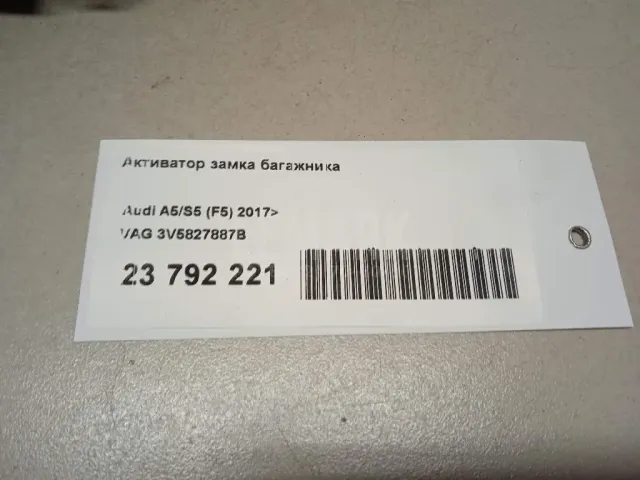 Активатор замка багажника
Audi A5/S5 (F5) 2017>
VAG 3V5827887B
23 792 221